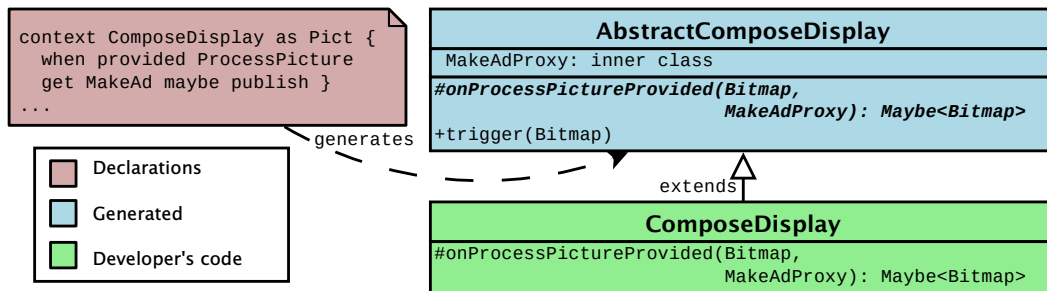 context ComposeDisplay as Pict {
  when provided ProcessPicture
  get MakeAd maybe publish }
...
generates
Declarations
Generated
Developer's code
AbstractComposeDisplay
MakeAdProxy: inner class
#onProcessPictureProvided(Bitmap,
MakeAdProxy): Maybe<Bitmap>
+trigger(Bitmap)
extends
ComposeDisplay
#onProcessPictureProvided(Bitmap,
MakeAdProxy): Maybe<Bitmap>